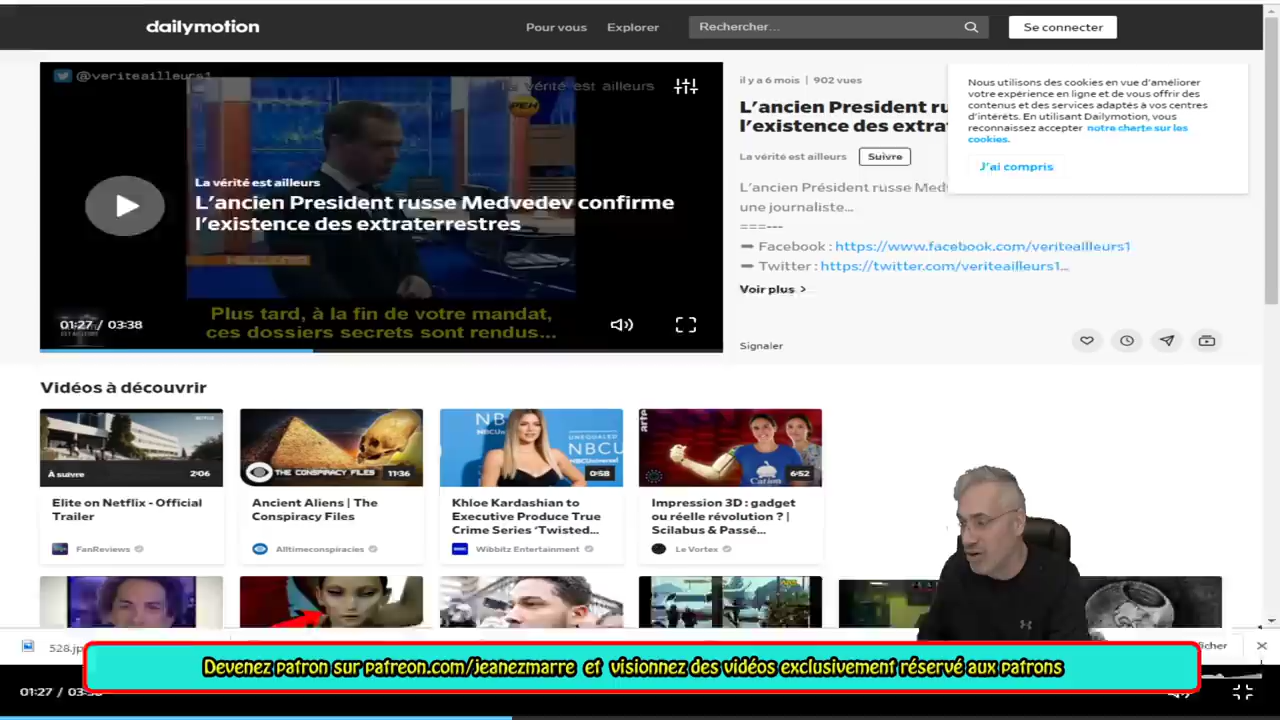 dailymotion
Pour vous
Explorer
Rechercher...
Se connecter
@veriteailleurs1
La vérité est ailleurs
La vérité est ailleurs
L'ancien President russe Medvedev confirme
l'existence des extraterrestres
Plus tard, à la fin de votre mandat,
ces dossiers secrets sont rendus...
01:27 / 03:38
il y a 6 mois | 902 vues
L'ancien President ru
l'existence des extra
La vérité est ailleurs
Suivre
L'ancien Président russe Medv
une journaliste...
===---
➡ Facebook : https://www.facebook.com/veriteailleurs1
➡ Twitter : https://twitter.com/veriteailleurs1...
Voir plus >
Signaler
Nous utilisons des cookies en vue d'améliorer
votre expérience en ligne et de vous offrir des
contenus et des services adaptés à vos centres
d'intérêts. En utilisant Dailymotion, vous
reconnaissez accepter notre charte sur les
cookies.
J'ai compris
Vidéos à découvrir
À suivre
2:06
Elite on Netflix - Official
Trailer
FanReviews
THE CONSPIRACY FILES
11:36
Ancient Aliens | The
Conspiracy Files
Alltimeconspiracies
NBC
NBCUniversal
UNEQUALED
NBCU
0:58
Khloe Kardashian to
Executive Produce True
Crime Series 'Twisted...
Wibbitz Entertainment
arte
6:52
Impression 3D : gadget
ou réelle révolution ? |
Scilabus & Passé...
Le Vortex
528.jp
Devenez patron sur patreon.com/jeanezmarre et visionnez des vidéos exclusivement réservé aux patrons
01:27 / 03:38